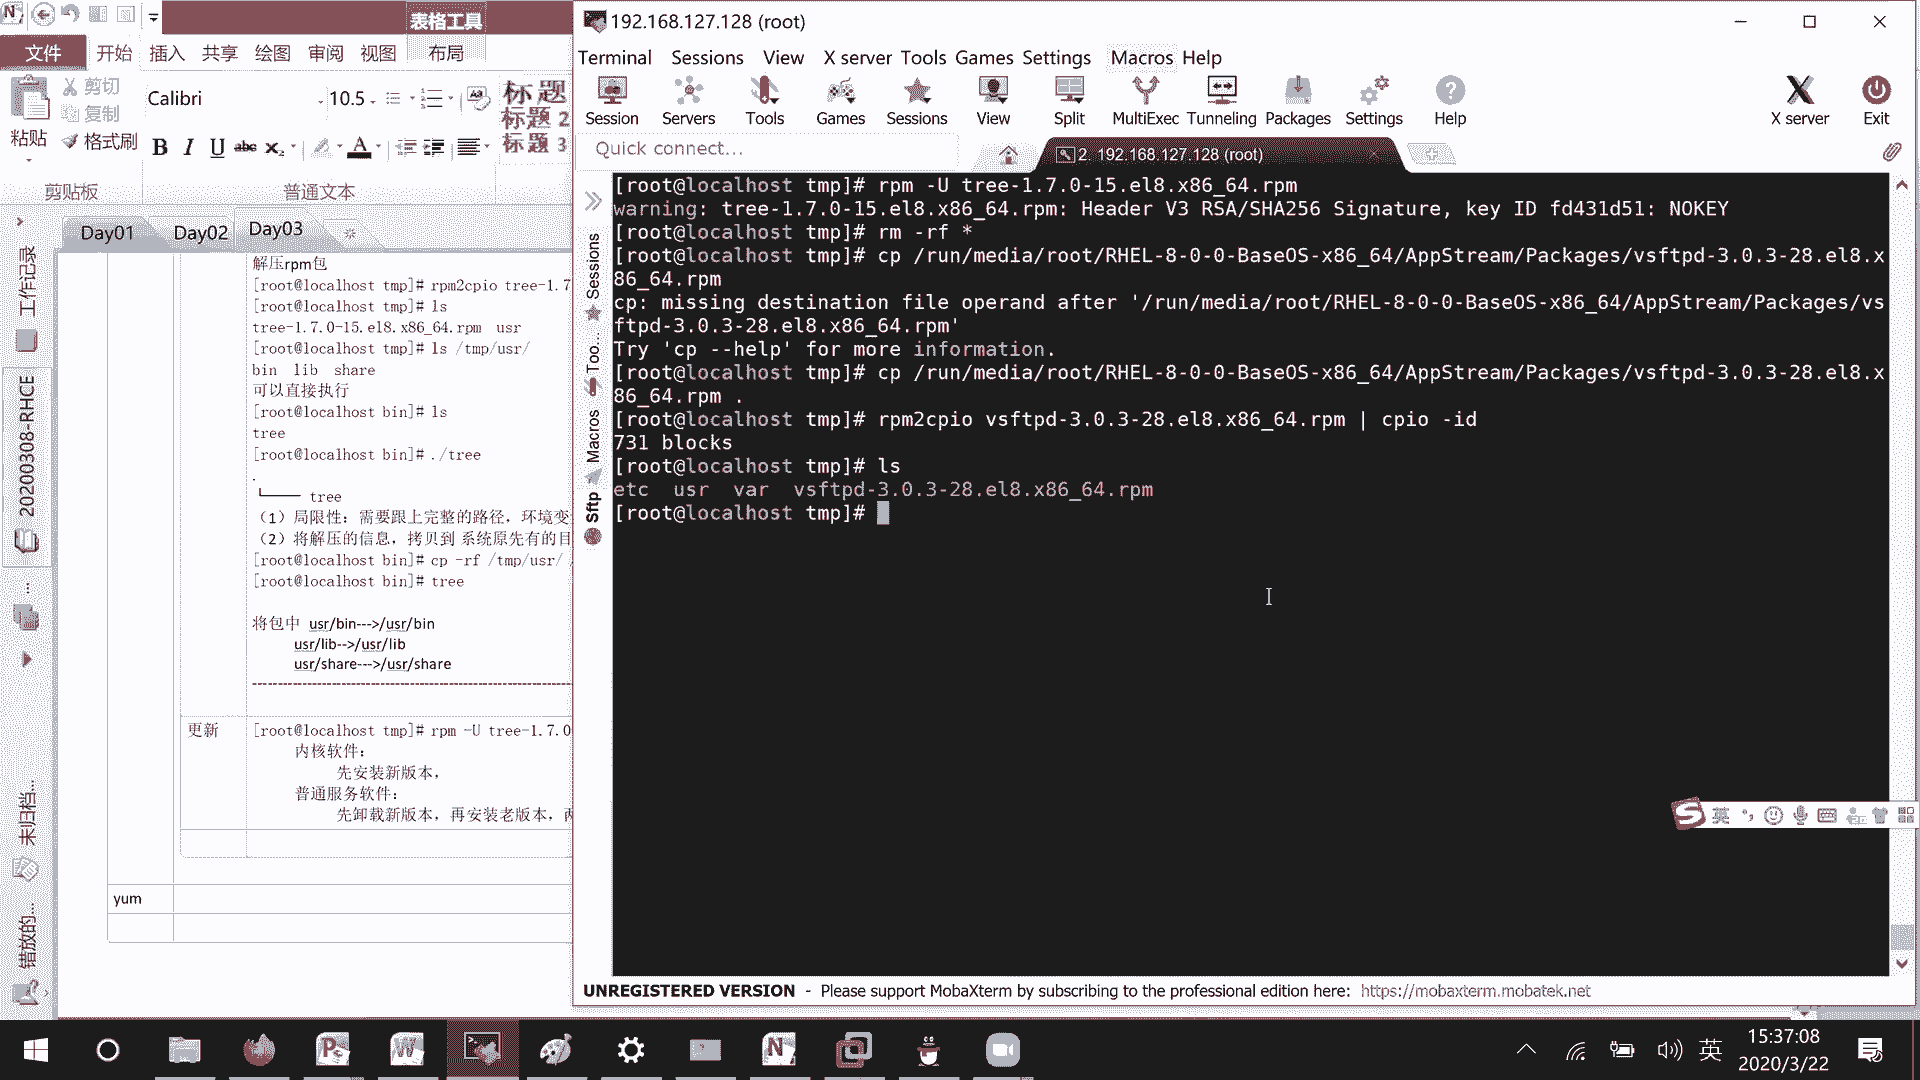 表格工具
文件 开始 插入 共享 绘图 审阅 视图 布局
粘贴
剪切
复制
格式刷
Calibri 10.5
B I U abc x₂ A
标题
标题 2
标题 3
剪贴板 普通文本
Day01 Day02 Day03
工作记录
20200308-RHCE
...
未归档...
错放的...
解压rpm包
[root@localhost tmp]# rpm2cpio tree-1.7
[root@localhost tmp]# ls
tree-1.7.0-15.el8.x86_64.rpm  usr
[root@localhost tmp]# ls /tmp/usr/
bin  lib  share
可以直接执行
[root@localhost bin]# ls
tree
[root@localhost bin]# ./tree
.
└── tree
（1）局限性：需要跟上完整的路径，环境变
（2）将解压的信息，拷贝到 系统原先有的目
[root@localhost bin]# cp -rf /tmp/usr/ /
[root@localhost bin]# tree
将包中 usr/bin--->/usr/bin
usr/lib-->/usr/lib
usr/share--->/usr/share
更新
[root@localhost tmp]# rpm -U tree-1.7.0
内核软件：
先安装新版本，
普通服务软件：
先卸载新版本，再安装老版本，
yum
192.168.127.128 (root)
Terminal Sessions View X server Tools Games Settings Macros Help
Session Servers Tools Games Sessions View Split MultiExec Tunneling Packages Settings Help X server Exit
Quick connect...
2. 192.168.127.128 (root)
Sessions
Too...
Macros
Sftp
[root@localhost tmp]# rpm -U tree-1.7.0-15.el8.x86_64.rpm
warning: tree-1.7.0-15.el8.x86_64.rpm: Header V3 RSA/SHA256 Signature, key ID fd431d51: NOKEY
[root@localhost tmp]# rm -rf *
[root@localhost tmp]# cp /run/media/root/RHEL-8-0-0-BaseOS-x86_64/AppStream/Packages/vsftpd-3.0.3-28.el8.x
86_64.rpm
cp: missing destination file operand after '/run/media/root/RHEL-8-0-0-BaseOS-x86_64/AppStream/Packages/vs
ftpd-3.0.3-28.el8.x86_64.rpm'
Try 'cp --help' for more information.
[root@localhost tmp]# cp /run/media/root/RHEL-8-0-0-BaseOS-x86_64/AppStream/Packages/vsftpd-3.0.3-28.el8.x
86_64.rpm .
[root@localhost tmp]# rpm2cpio vsftpd-3.0.3-28.el8.x86_64.rpm | cpio -id
731 blocks
[root@localhost tmp]# ls
etc  usr  var  vsftpd-3.0.3-28.el8.x86_64.rpm
[root@localhost tmp]#
英
UNREGISTERED VERSION - Please support MobaXterm by subscribing to the professional edition here: https://mobaxterm.mobatek.net
英
15:37:08
2020/3/22